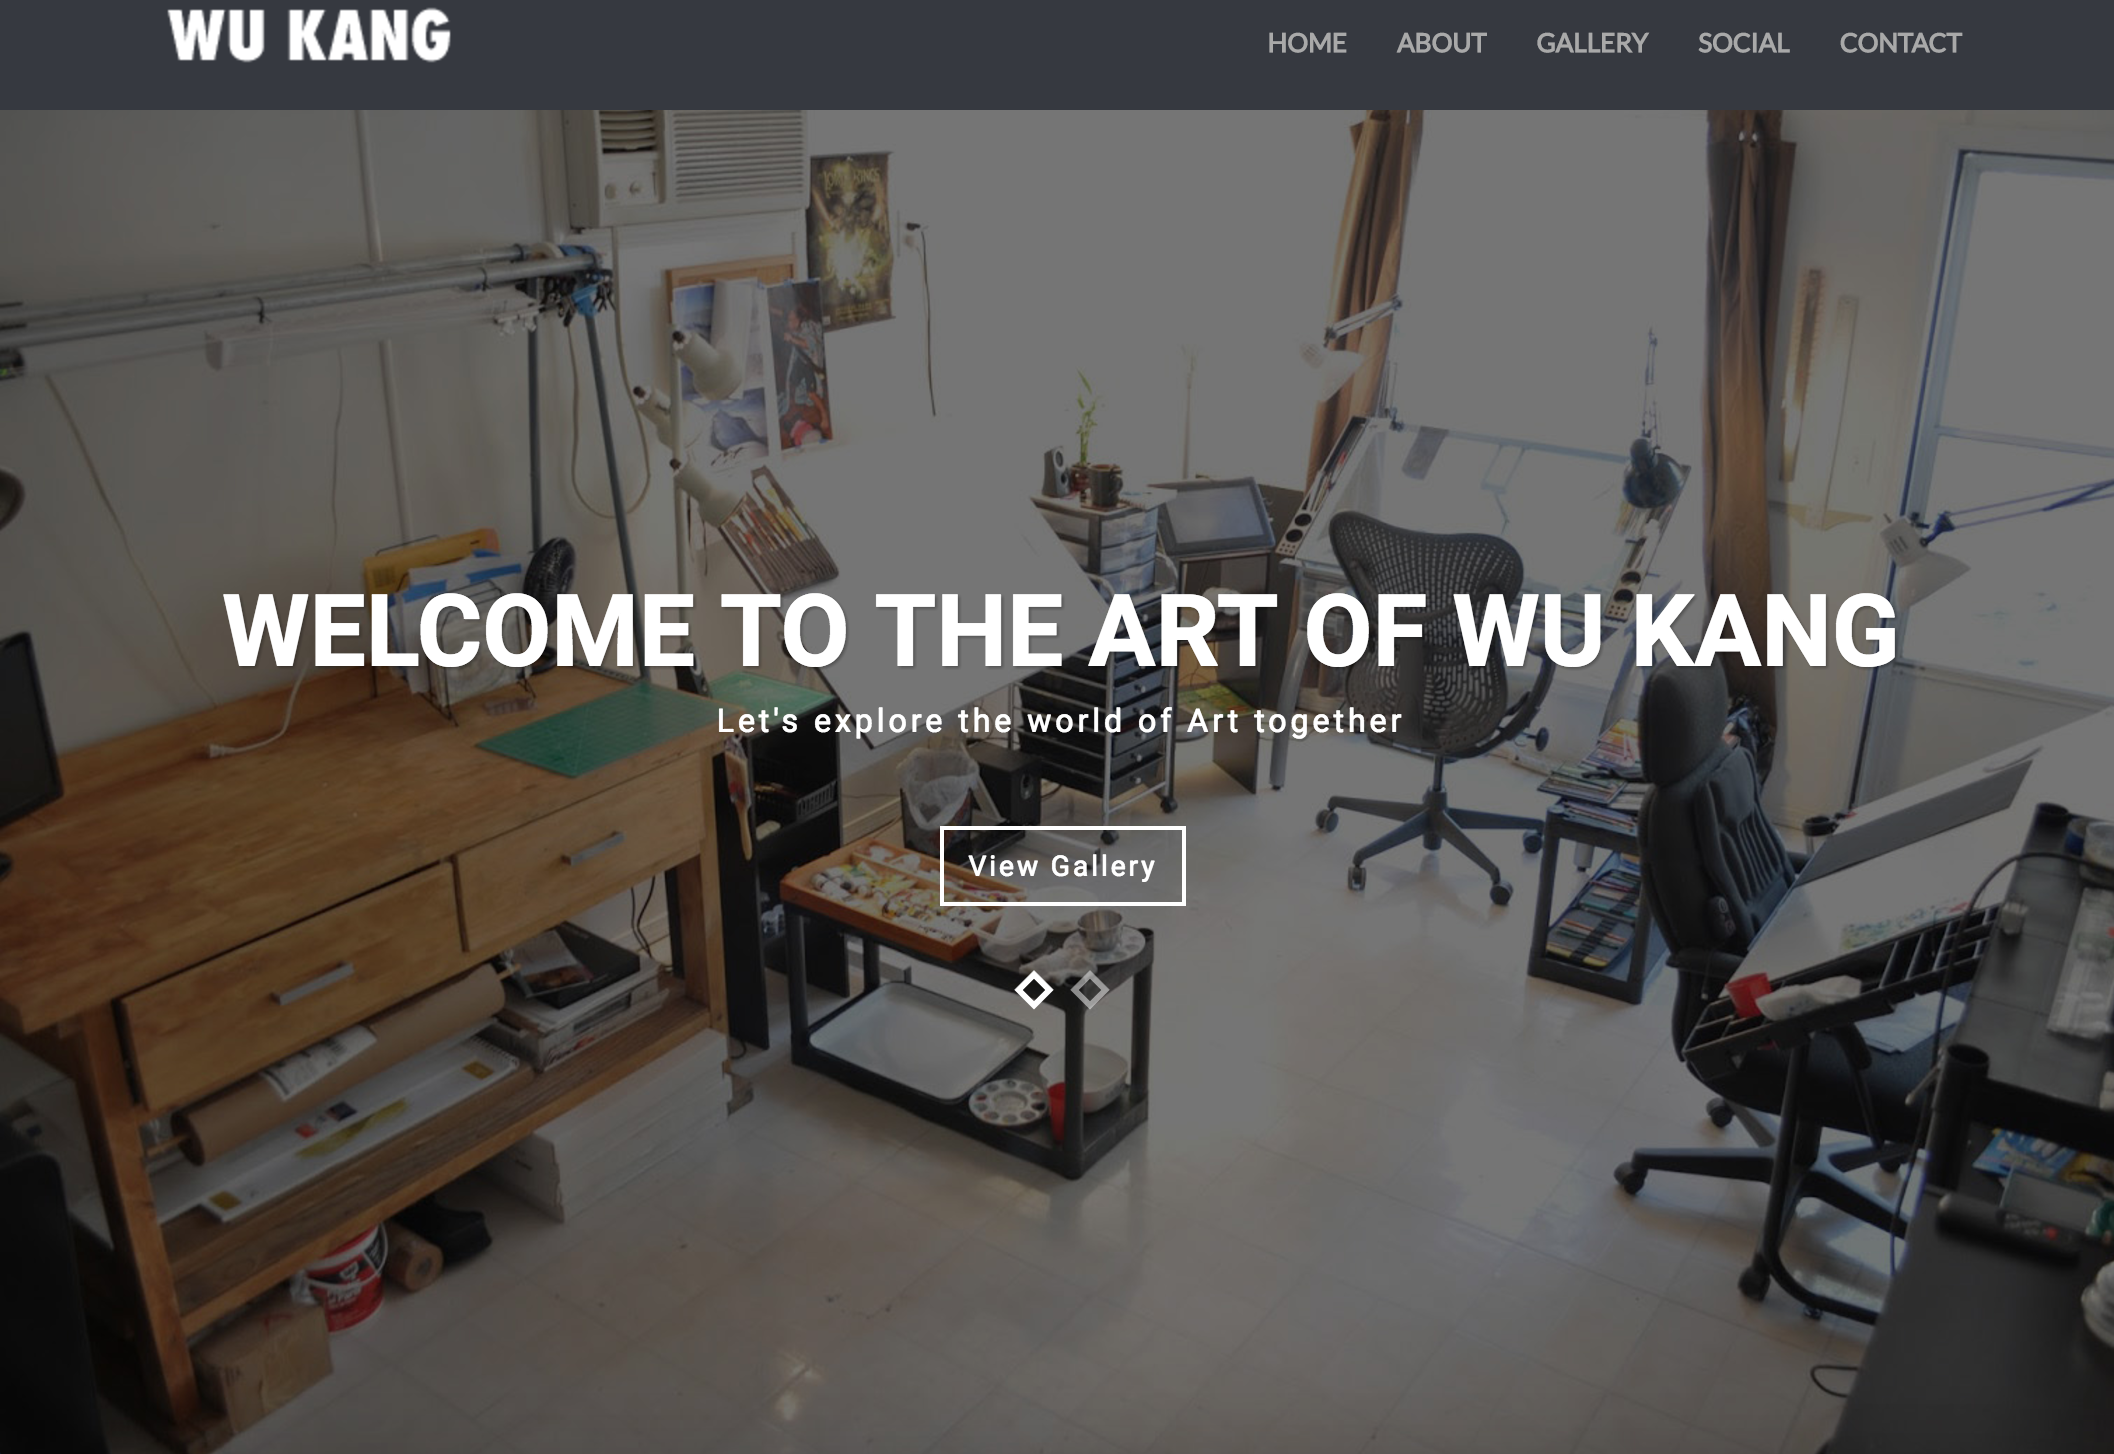 WU KANG
HOME ABOUT GALLERY SOCIAL CONTACT
WELCOME TO THE ART OF WU KANG
Let's explore the world of Art together
View Gallery